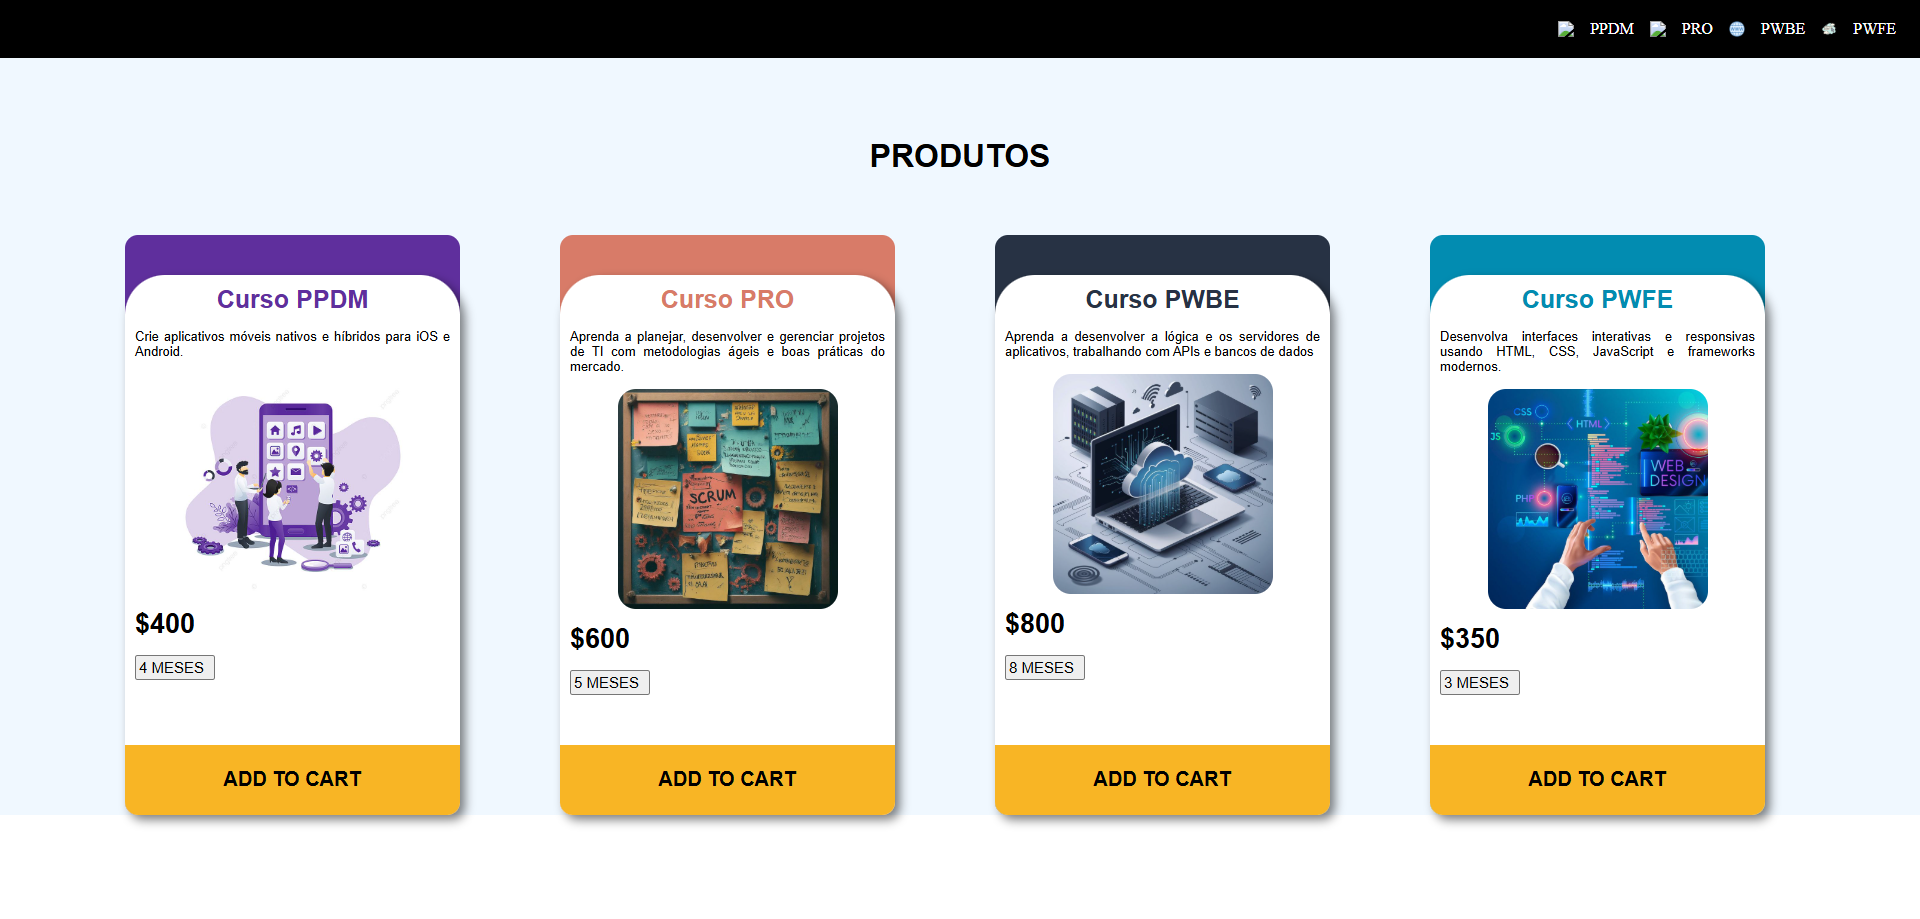 PPDM PRO PWBE PWFE
PRODUTOS
Curso PPDM
Crie aplicativos móveis nativos e híbridos para iOS e
Android.
$400
4 MESES
ADD TO CART
Curso PRO
Aprenda a planejar, desenvolver e gerenciar projetos
de TI com metodologias ágeis e boas práticas do
mercado.
SCRUM
$600
5 MESES
ADD TO CART
Curso PWBE
Aprenda a desenvolver a lógica e os servidores de
aplicativos, trabalhando com APIs e bancos de dados
$800
8 MESES
ADD TO CART
Curso PWFE
Desenvolva interfaces interativas e responsivas
usando HTML, CSS, JavaScript e frameworks
modernos.
CSS
HTML
JS
WEB
DESIGN
PHP
$350
3 MESES
ADD TO CART